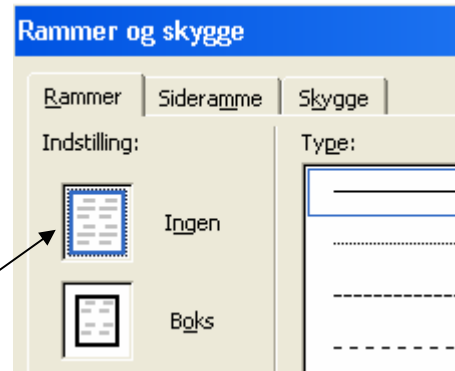 Rammer og skygge
Rammer Sideramme Skygge
Indstilling: Type:
Ingen
Boks